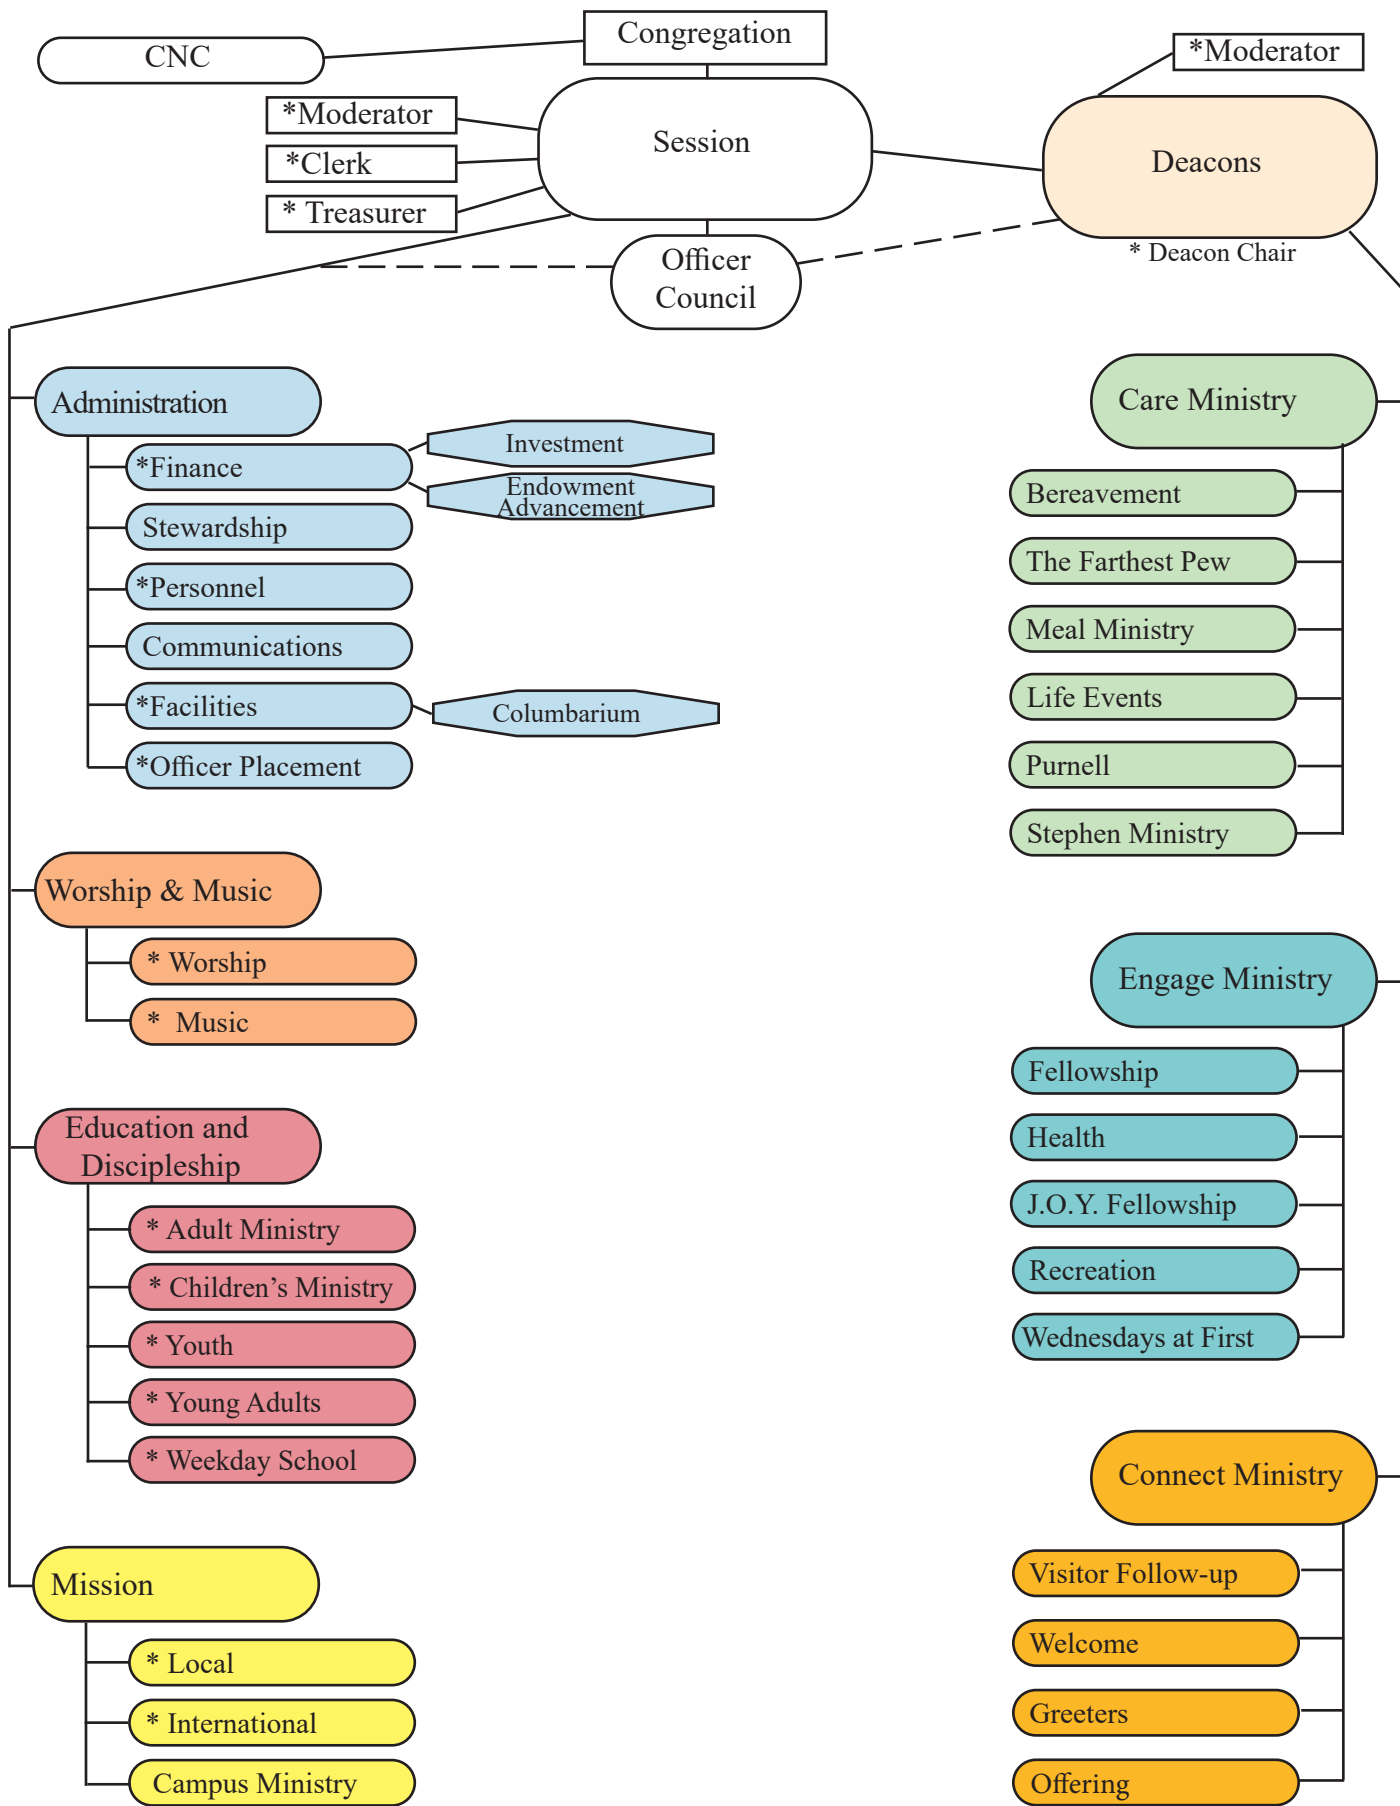 CNC
Congregation
*Moderator
*Moderator
*Clerk
* Treasurer
Session
Deacons
* Deacon Chair
Officer
Council
Administration
*Finance
Investment
Endowment
Advancement
Stewardship
*Personnel
Communications
*Facilities
Columbarium
*Officer Placement
Worship & Music
* Worship
* Music
Education and
Discipleship
* Adult Ministry
* Children’s Ministry
* Youth
* Young Adults
* Weekday School
Mission
* Local
* International
Campus Ministry
Care Ministry
Bereavement
The Farthest Pew
Meal Ministry
Life Events
Purnell
Stephen Ministry
Engage Ministry
Fellowship
Health
J.O.Y. Fellowship
Recreation
Wednesdays at First
Connect Ministry
Visitor Follow-up
Welcome
Greeters
Offering